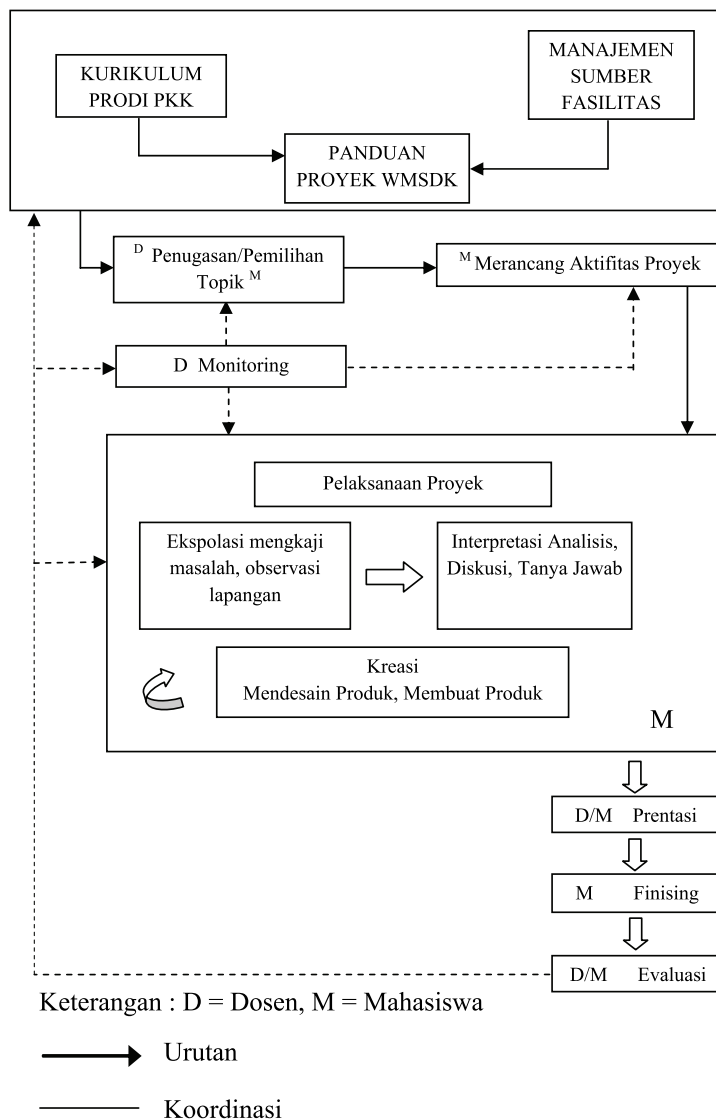 KURIKULUM
PRODI PKK
MANAJEMEN
SUMBER
FASILITAS
PANDUAN
PROYEK WMSDK
D Penugasan/Pemilihan
Topik M
M Merancang Aktifitas Proyek
D Monitoring
Pelaksanaan Proyek
Ekspolasi mengkaji
masalah, observasi
lapangan
Interpretasi Analisis,
Diskusi, Tanya Jawab
Kreasi
Mendesain Produk, Membuat Produk
M
D/M Prentasi
M Finising
D/M Evaluasi
Keterangan : D = Dosen, M = Mahasiswa
Urutan
Koordinasi